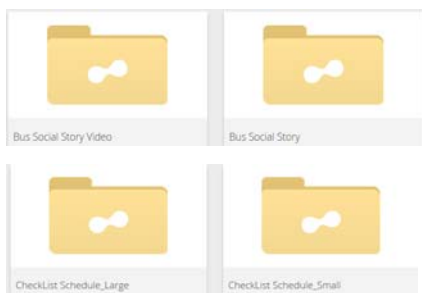 Bus Social Story Video
Bus Social Story
CheckList Schedule_Large
CheckList Schedule_Small